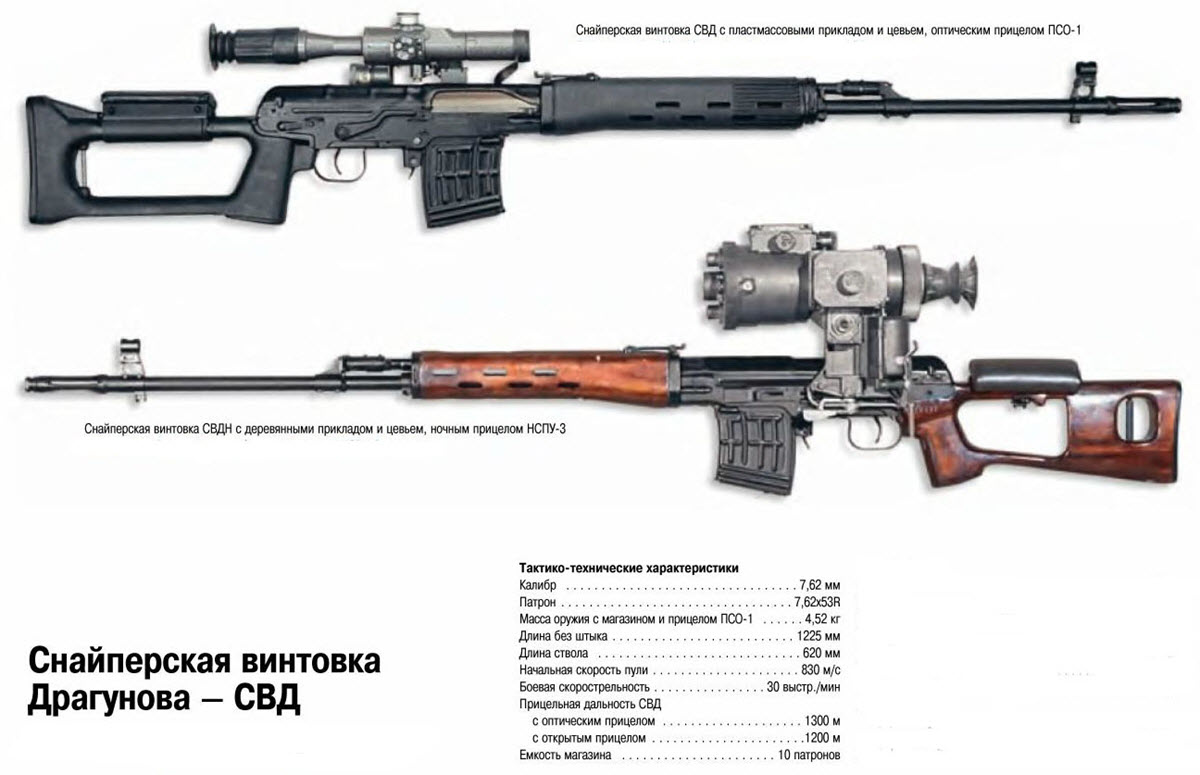 Снайперская винтовка СВД с пластмассовыми прикладом и цевьем, оптическим прицелом ПСО-1
Снайперская винтовка СВДН с деревянными прикладом и цевьем, ночным прицелом НСПУ-3
Снайперская винтовка
Драгунова — СВД
Тактико-технические характеристики
Калибр . . . . . . . . . . . . . . . . . . . . . . . . . . . . . . . . . 7,62 мм
Патрон . . . . . . . . . . . . . . . . . . . . . . . . . . . . . . . . 7,62x53R
Масса оружия с магазином и прицелом ПСО-1 . . . . . . 4,52 кг
Длина без штыка . . . . . . . . . . . . . . . . . . . . . . . . . 1225 мм
Длина ствола . . . . . . . . . . . . . . . . . . . . . . . . . . . . 620 мм
Начальная скорость пули . . . . . . . . . . . . . . . . . . . . 830 м/с
Боевая скорострельность . . . . . . . . . . . . . . . 30 выстр./мин
Прицельная дальность СВД
с оптическим прицелом . . . . . . . . . . . . . . . . . . . 1300 м
с открытым прицелом . . . . . . . . . . . . . . . . . . . . .1200 м
Емкость магазина . . . . . . . . . . . . . . . . . . . . . . 10 патронов